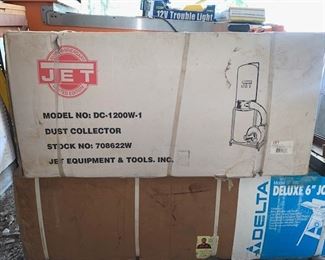 12V Trouble Light
JET
MODEL NO: DC-1200W-1
DUST COLLECTOR
STOCK NO: 708622W
JET EQUIPMENT & TOOLS. INC.
DELTA
DELUXE 6" JO